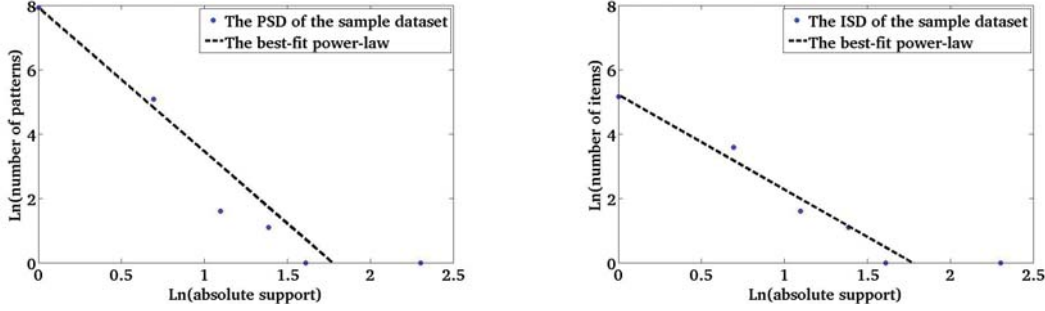 The PSD of the sample dataset
The best-fit power-law
8
6
4
2
0
Ln(number of patterns)
0
0.5
1
1.5
2
2.5
Ln(absolute support)
The ISD of the sample dataset
The best-fit power-law
8
6
4
2
0
Ln(number of items)
0
0.5
1
1.5
2
2.5
Ln(absolute support)